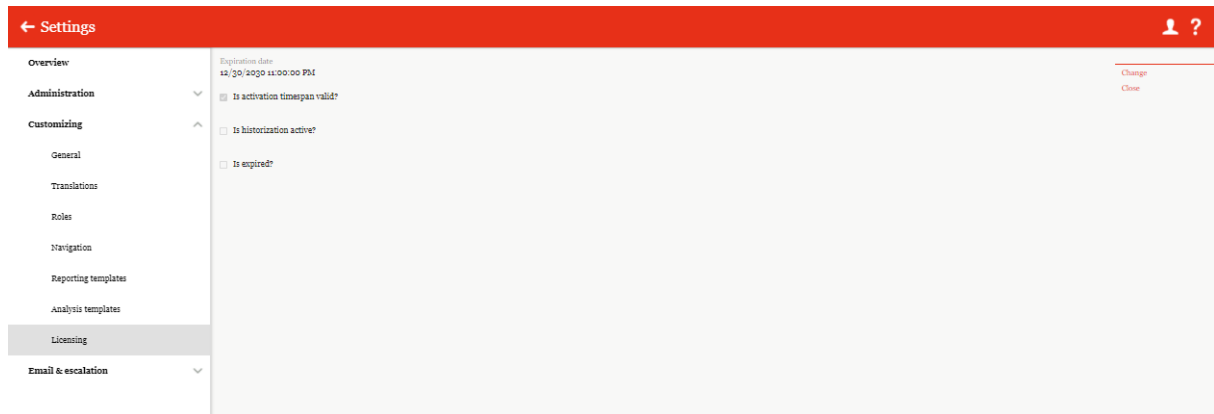 Settings
?
Overview
Administration
Customizing
General
Translations
Roles
Navigation
Reporting templates
Analysis templates
Licensing
Email & escalation
Expiration date
12/30/2030 11:00:00 PM
Is activation timespan valid?
Is historization active?
Is expired?
Change
Close